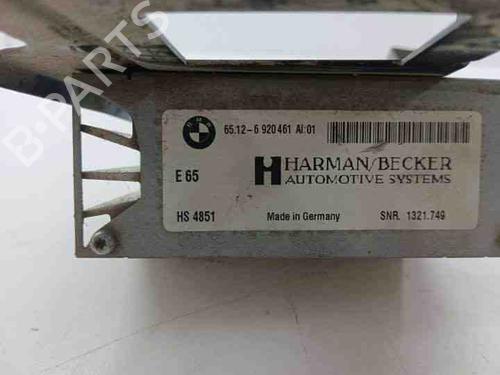 B-PARTS
BMW
65.12-6 920 461 AI:01
E 65
HARMAN/BECKER
AUTOMOTIVE SYSTEMS
HS 4851
Made in Germany
SNR. 1321.749